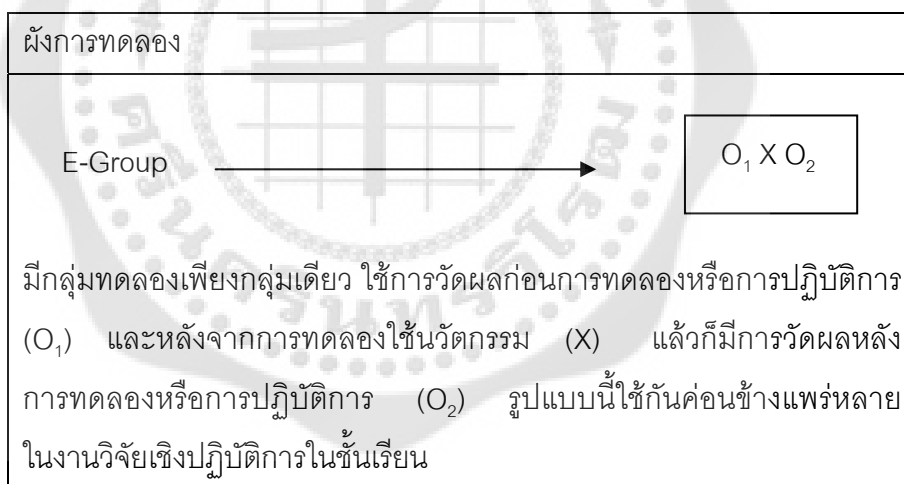 ผังการทดลอง
E-Group
O₁ X O₂
มีกลุ่มทดลองเพียงกลุ่มเดียว ใช้การวัดผลก่อนการทดลองหรือการปฏิบัติการ
(O₁) และหลังจากการทดลองใช้นวัตกรรม (X) แล้วก็มีการวัดผลหลัง
การทดลองหรือการปฏิบัติการ (O₂) รูปแบบนี้ใช้กันค่อนข้างแพร่หลาย
ในงานวิจัยเชิงปฏิบัติการในชั้นเรียน